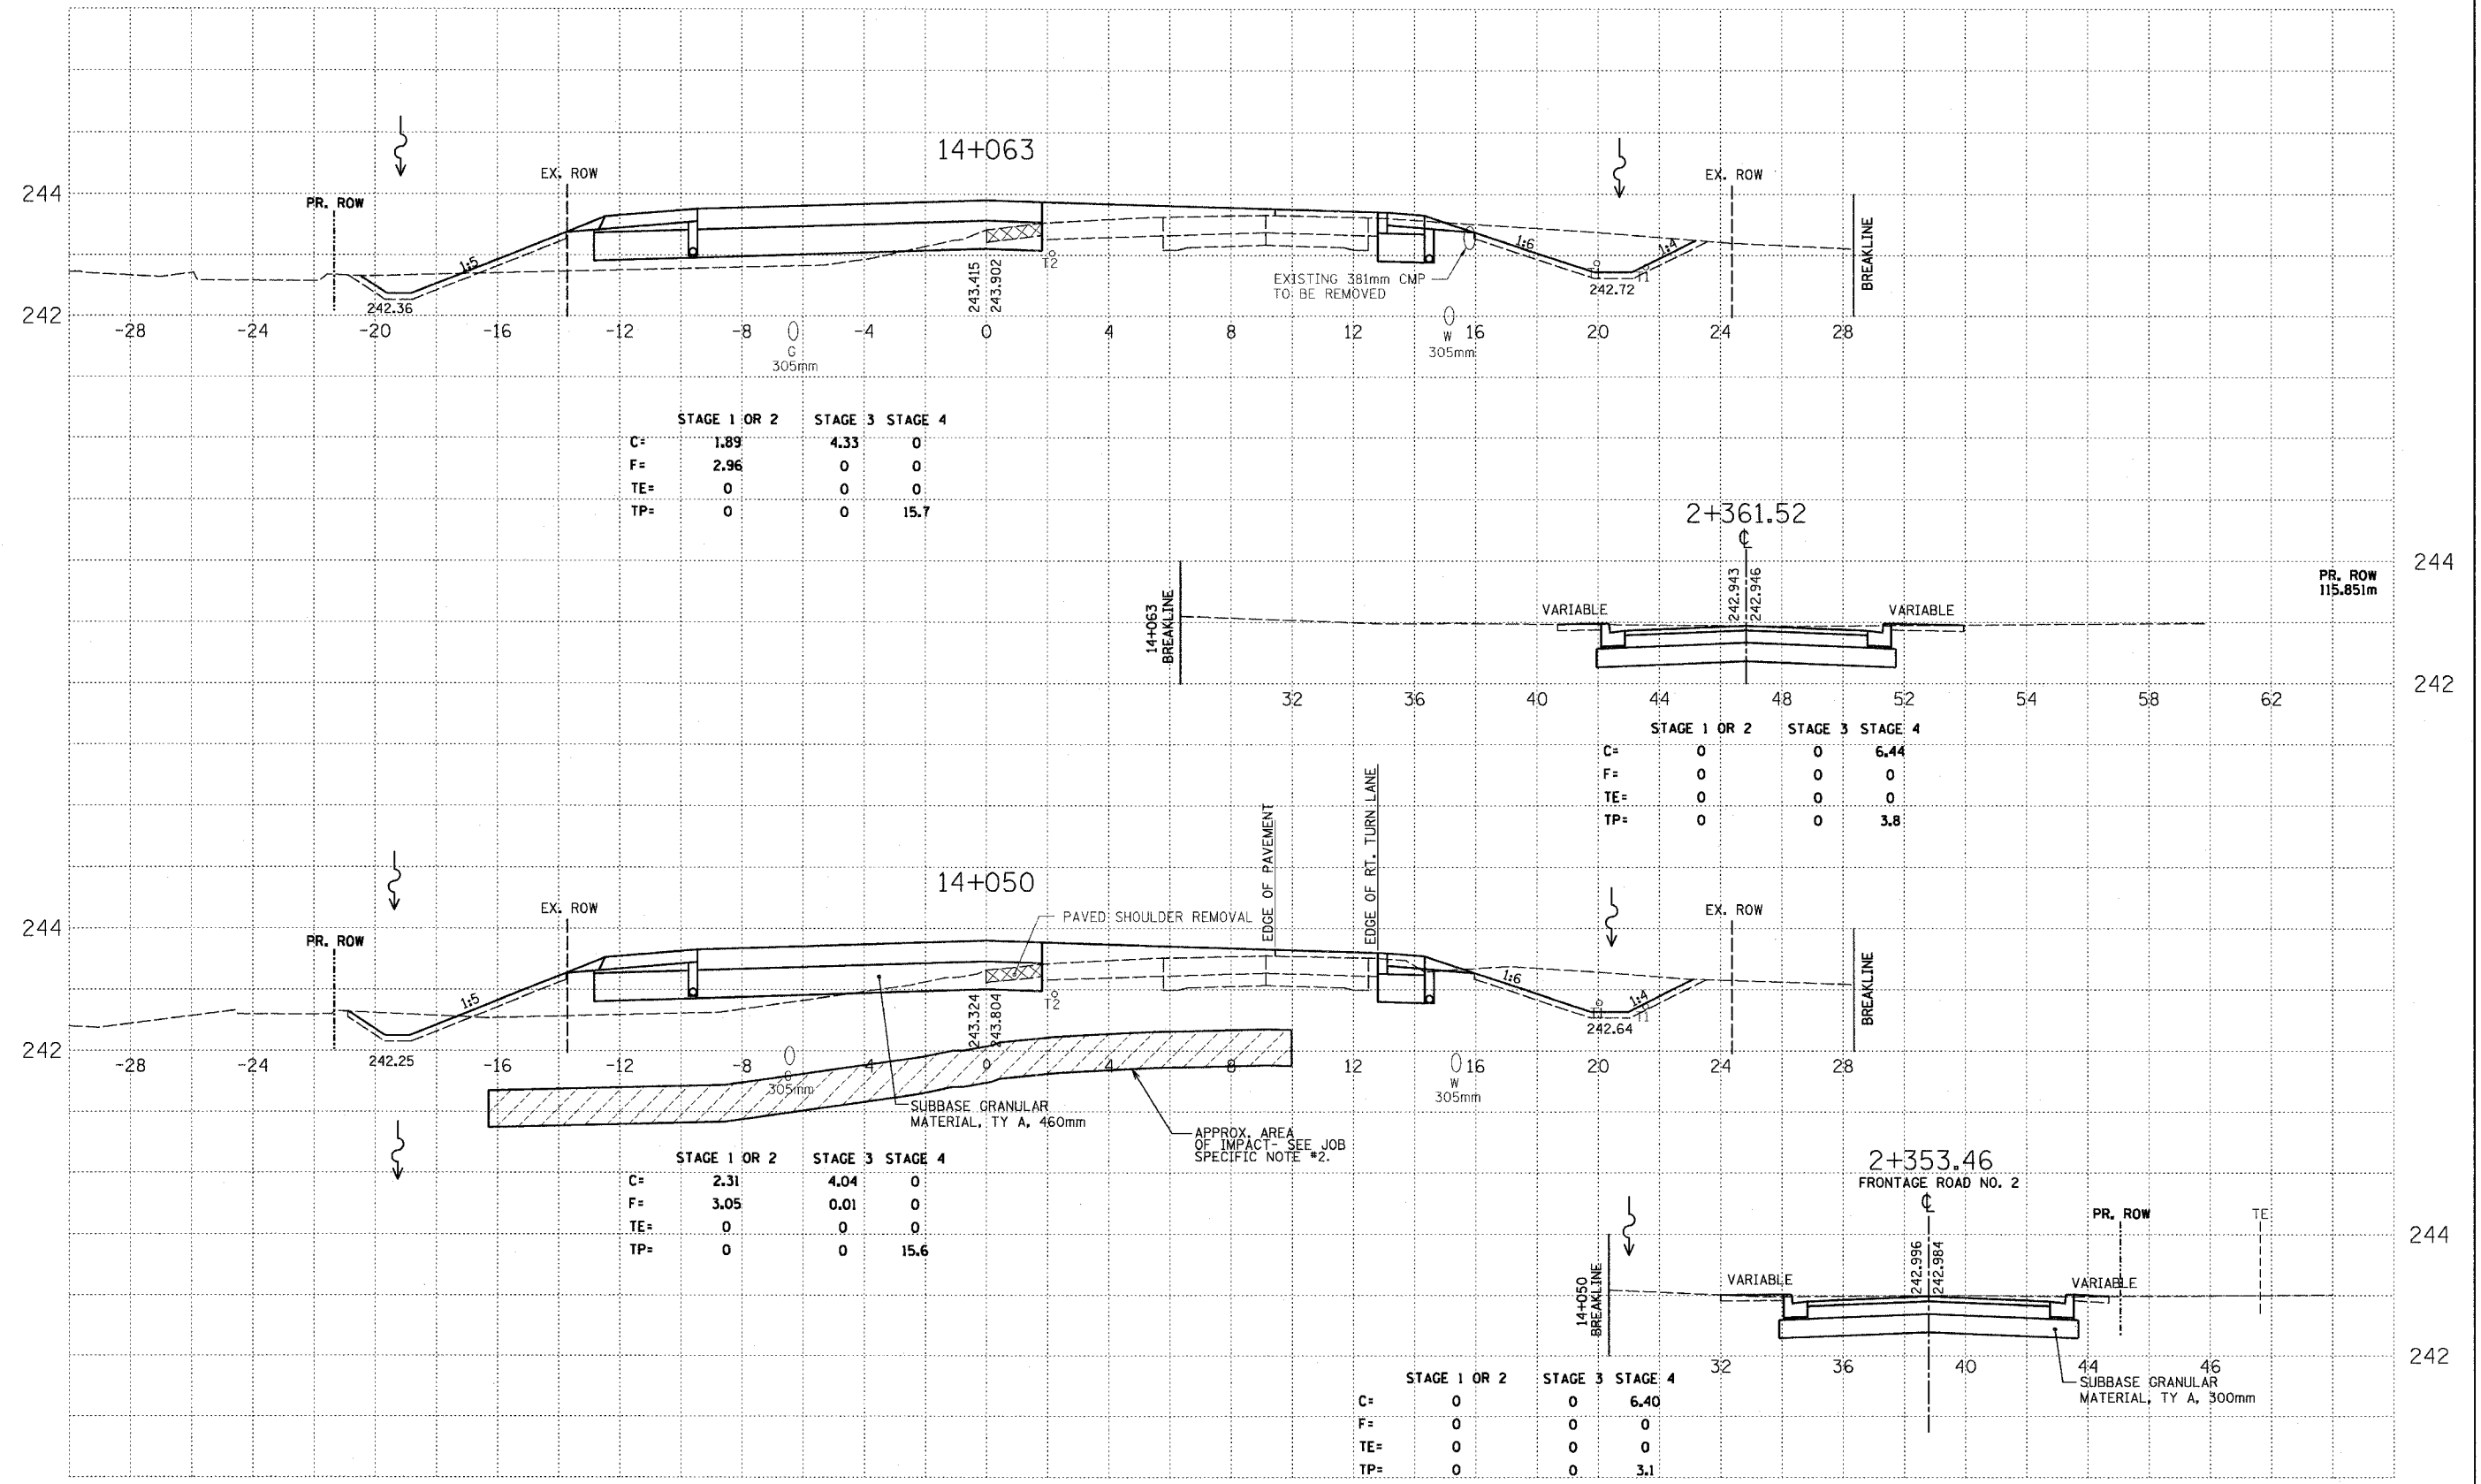 14+063
EX. ROW
EX. ROW
PR. ROW
244
1:5
1:6
1:4
BREAKLINE
T2
243.415
243.902
EXISTING 381mm CMP
TO BE REMOVED
T1
T1
242.72
242.36
242
-28 -24 -20 -16 -12 -8 -4 0 4 8 12 16 20 24 28
G
305mm
W
305mm
STAGE 1 OR 2 STAGE 3 STAGE 4
C= 1.89 4.33 0
F= 2.96 0 0
TE= 0 0 0
TP= 0 0 15.7
2+361.52
℄
244
PR. ROW
115.851m
242.943
242.946
VARIABLE
VARIABLE
14+063
BREAKLINE
242
32 36 40 44 48 52 54 58 62
STAGE 1 OR 2 STAGE 3 STAGE 4
C= 0 0 6.44
F= 0 0 0
TE= 0 0 0
TP= 0 0 3.8
EDGE OF PAVEMENT
EDGE OF RT. TURN LANE
14+050
EX. ROW
EX. ROW
PAVED SHOULDER REMOVAL
244
PR. ROW
1:5
1:6
1:4
BREAKLINE
T2
243.324
243.804
T1
T1
242.64
242
242.25
-28 -24 -16 -12 -8 4 0 4 8 12 16 20 24 28
G
305mm
W
305mm
SUBBASE GRANULAR
MATERIAL, TY A, 460mm
APPROX. AREA
OF IMPACT- SEE JOB
SPECIFIC NOTE #2.
STAGE 1 OR 2 STAGE 3 STAGE 4
C= 2.31 4.04 0
F= 3.05 0.01 0
TE= 0 0 0
TP= 0 0 15.6
2+353.46
FRONTAGE ROAD NO. 2
℄
PR. ROW
TE
244
242.996
242.984
VARIABLE
VARIABLE
14+050
BREAKLINE
242
32 36 40 44 46
SUBBASE GRANULAR
MATERIAL, TY A, 300mm
STAGE 1 OR 2 STAGE 3 STAGE 4
C= 0 0 6.40
F= 0 0 0
TE= 0 0 0
TP= 0 0 3.1